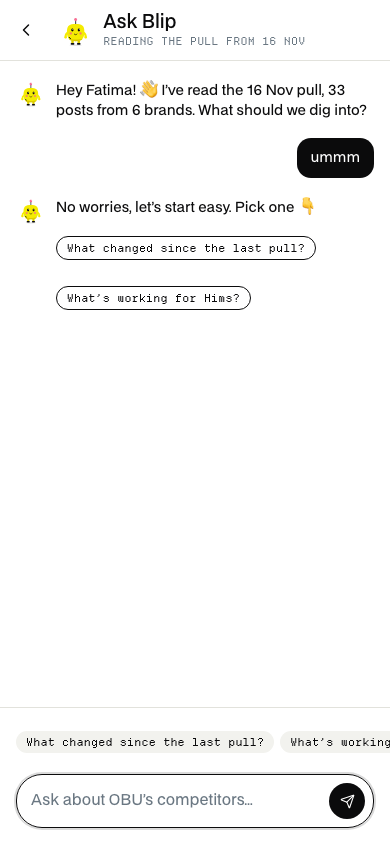 Ask Blip
READING THE PULL FROM 16 NOV
Hey Fatima! 👋 I've read the 16 Nov pull, 33
posts from 6 brands. What should we dig into?
ummm
No worries, let's start easy. Pick one 👇
What changed since the last pull?
What's working for Hims?
What changed since the last pull?
What's working
Ask about OBU's competitors...